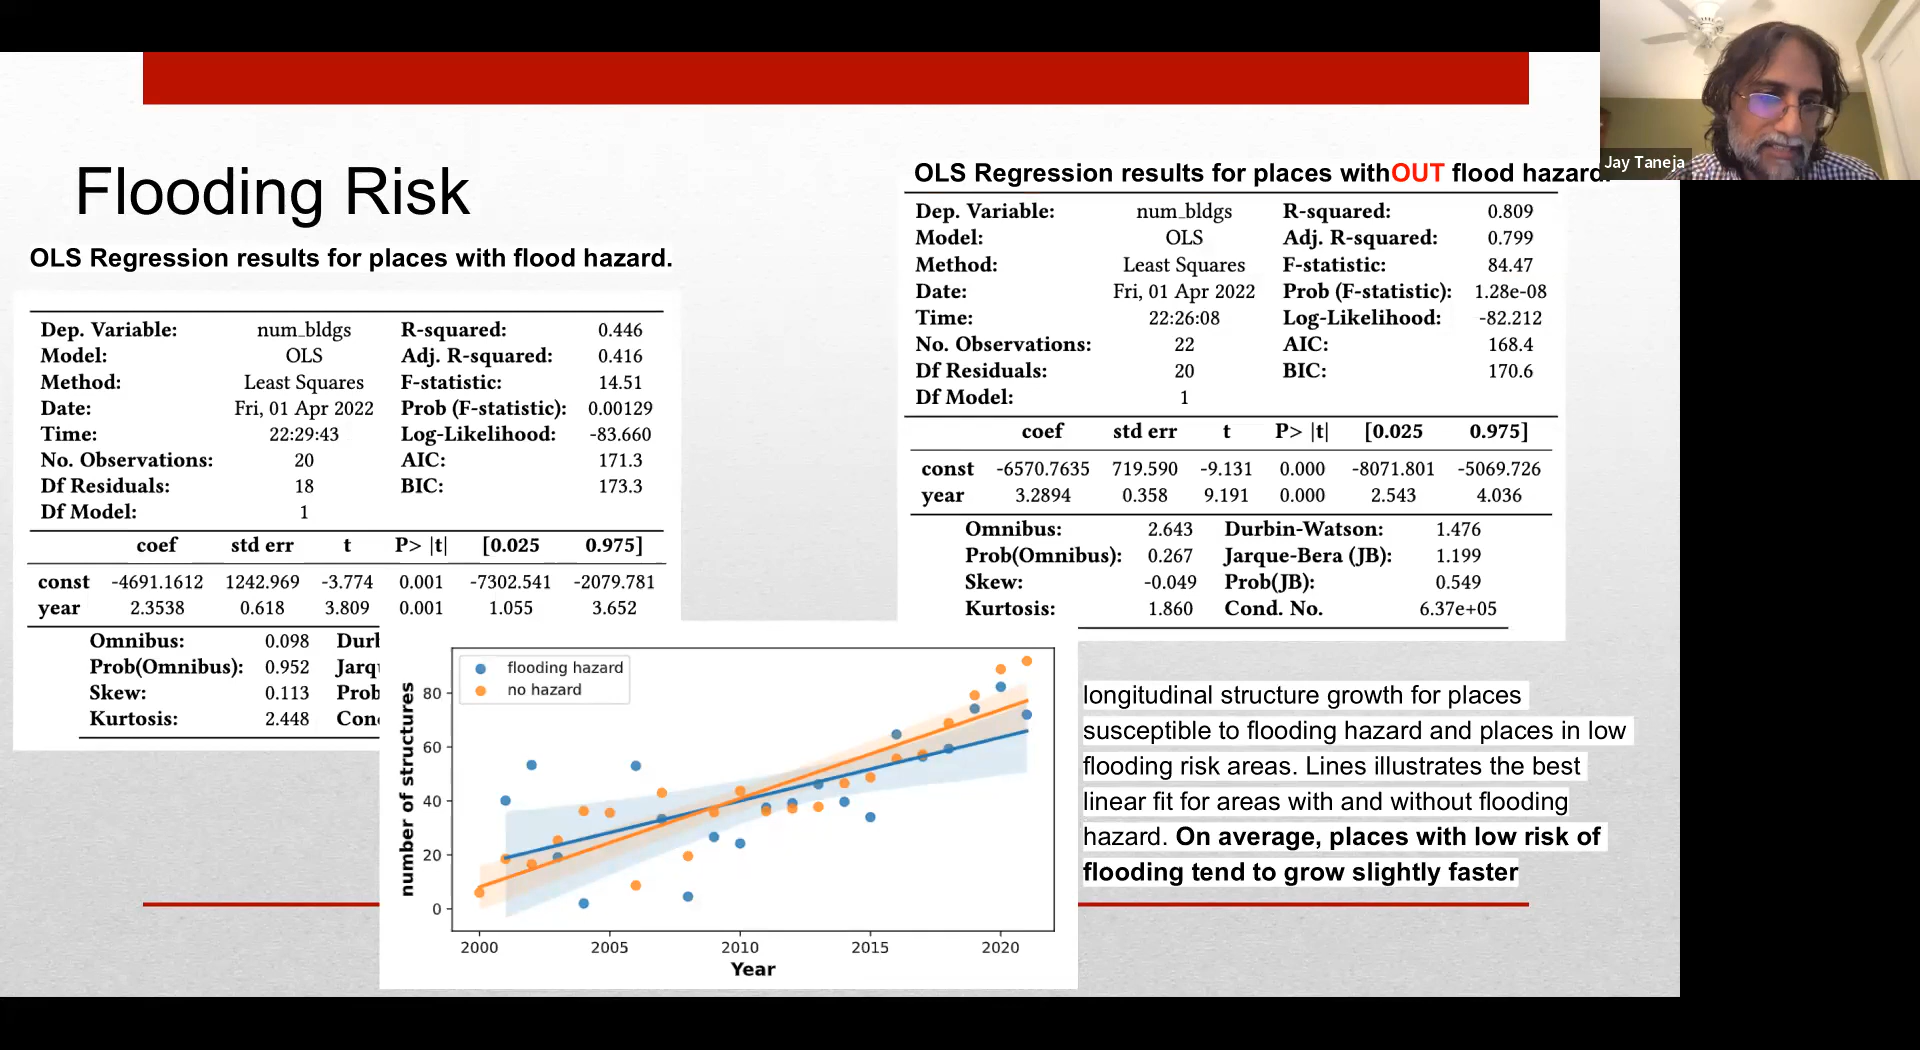 Flooding Risk
OLS Regression results for places with flood hazard.
Dep. Variable: num_bldgs R-squared: 0.446
Model: OLS Adj. R-squared: 0.416
Method: Least Squares F-statistic: 14.51
Date: Fri, 01 Apr 2022 Prob (F-statistic): 0.00129
Time: 22:29:43 Log-Likelihood: -83.660
No. Observations: 20 AIC: 171.3
Df Residuals: 18 BIC: 173.3
Df Model: 1
coef std err t P> |t| [0.025 0.975]
const -4691.1612 1242.969 -3.774 0.001 -7302.541 -2079.781
year 2.3538 0.618 3.809 0.001 1.055 3.652
Omnibus: 0.098
Prob(Omnibus): 0.952
Skew: 0.113
Kurtosis: 2.448
OLS Regression results for places withOUT flood hazard.
Dep. Variable: num_bldgs R-squared: 0.809
Model: OLS Adj. R-squared: 0.799
Method: Least Squares F-statistic: 84.47
Date: Fri, 01 Apr 2022 Prob (F-statistic): 1.28e-08
Time: 22:26:08 Log-Likelihood: -82.212
No. Observations: 22 AIC: 168.4
Df Residuals: 20 BIC: 170.6
Df Model: 1
coef std err t P> |t| [0.025 0.975]
const -6570.7635 719.590 -9.131 0.000 -8071.801 -5069.726
year 3.2894 0.358 9.191 0.000 2.543 4.036
Omnibus: 2.643 Durbin-Watson: 1.476
Prob(Omnibus): 0.267 Jarque-Bera (JB): 1.199
Skew: -0.049 Prob(JB): 0.549
Kurtosis: 1.860 Cond. No. 6.37e+05
Jay Taneja
flooding hazard
no hazard
number of structures
80
60
40
20
0
2000 2005 2010 2015 2020
Year
longitudinal structure growth for places
susceptible to flooding hazard and places in low
flooding risk areas. Lines illustrates the best
linear fit for areas with and without flooding
hazard. On average, places with low risk of
flooding tend to grow slightly faster